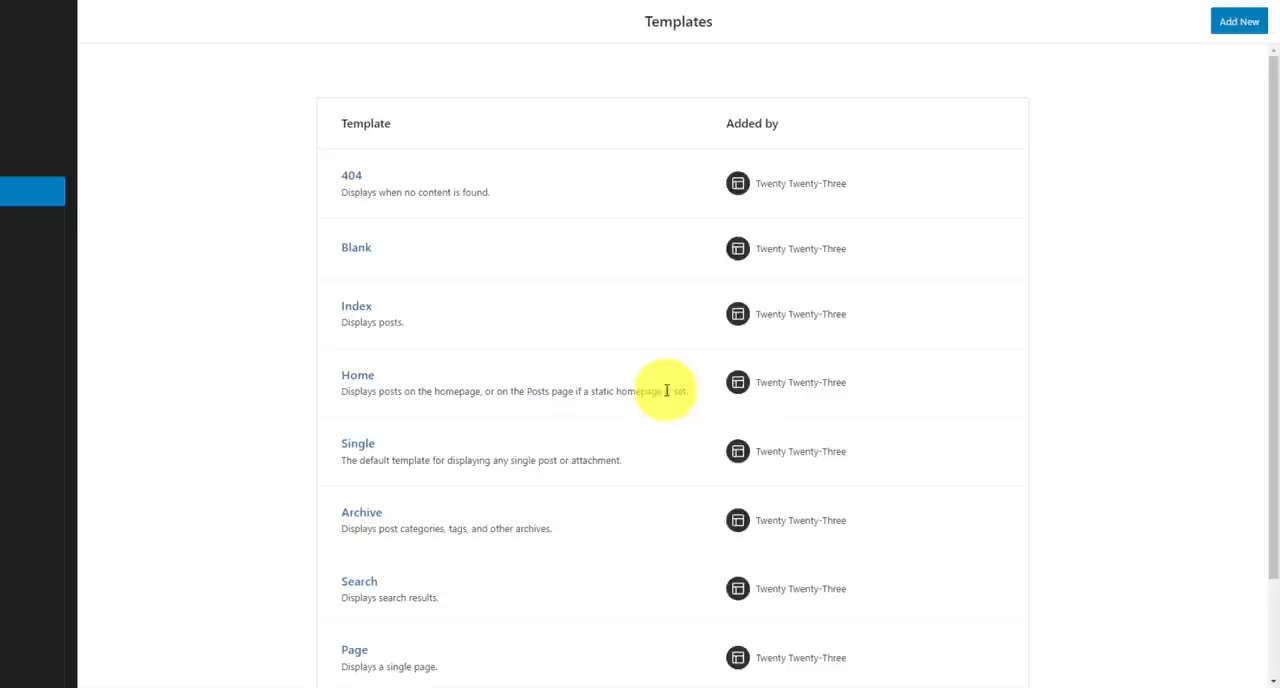 Templates
Add New
Template
Added by
404
Displays when no content is found.
Twenty Twenty-Three
Blank
Twenty Twenty-Three
Index
Displays posts.
Twenty Twenty-Three
Home
Displays posts on the homepage, or on the Posts page if a static homepage is set.
Twenty Twenty-Three
Single
The default template for displaying any single post or attachment.
Twenty Twenty-Three
Archive
Displays post categories, tags, and other archives.
Twenty Twenty-Three
Search
Displays search results.
Twenty Twenty-Three
Page
Displays a single page.
Twenty Twenty-Three